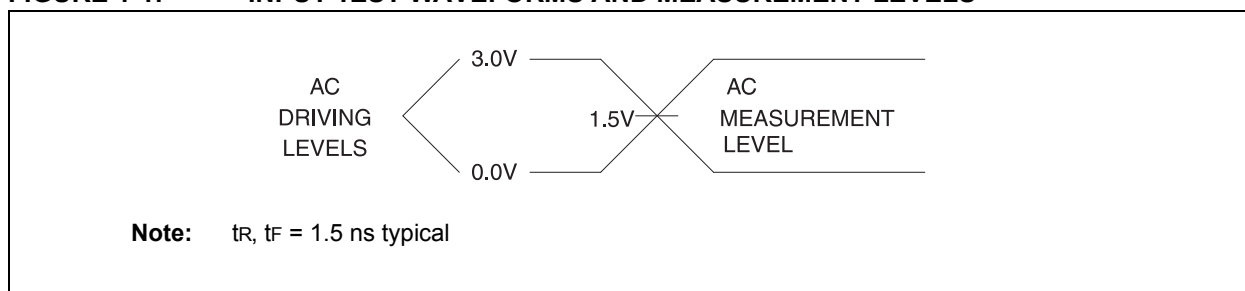 3.0V
AC
DRIVING
LEVELS
0.0V
1.5V
AC
MEASUREMENT
LEVEL
Note: tR, tF = 1.5 ns typical